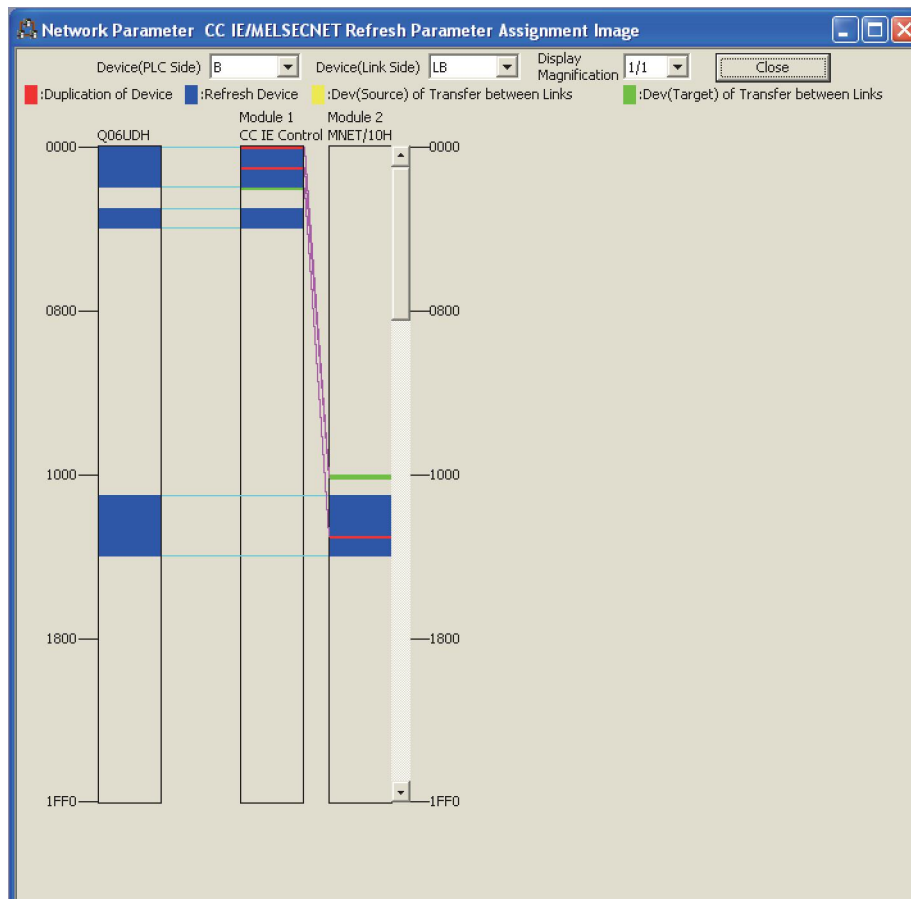 Network Parameter CC IE/MELSECNET Refresh Parameter Assignment Image
Device(PLC Side) B Device(Link Side) LB Display Magnification 1/1 Close
:Duplication of Device :Refresh Device :Dev(Source) of Transfer between Links :Dev(Target) of Transfer between Links
Module 1 Module 2
Q06UDH CC IE Control MNET/10H
0000 0000
0800 0800
1000 1000
1800 1800
1FF0 1FF0